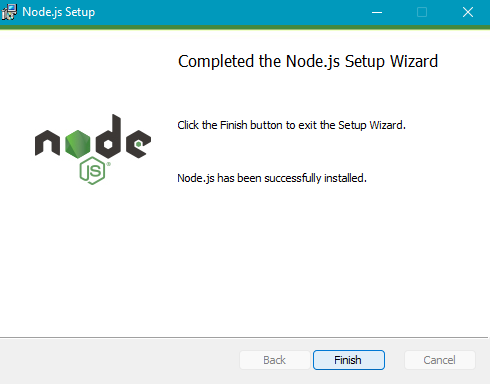 Node.js Setup
Completed the Node.js Setup Wizard
Click the Finish button to exit the Setup Wizard.
node
JS
Node.js has been successfully installed.
Back
Finish
Cancel